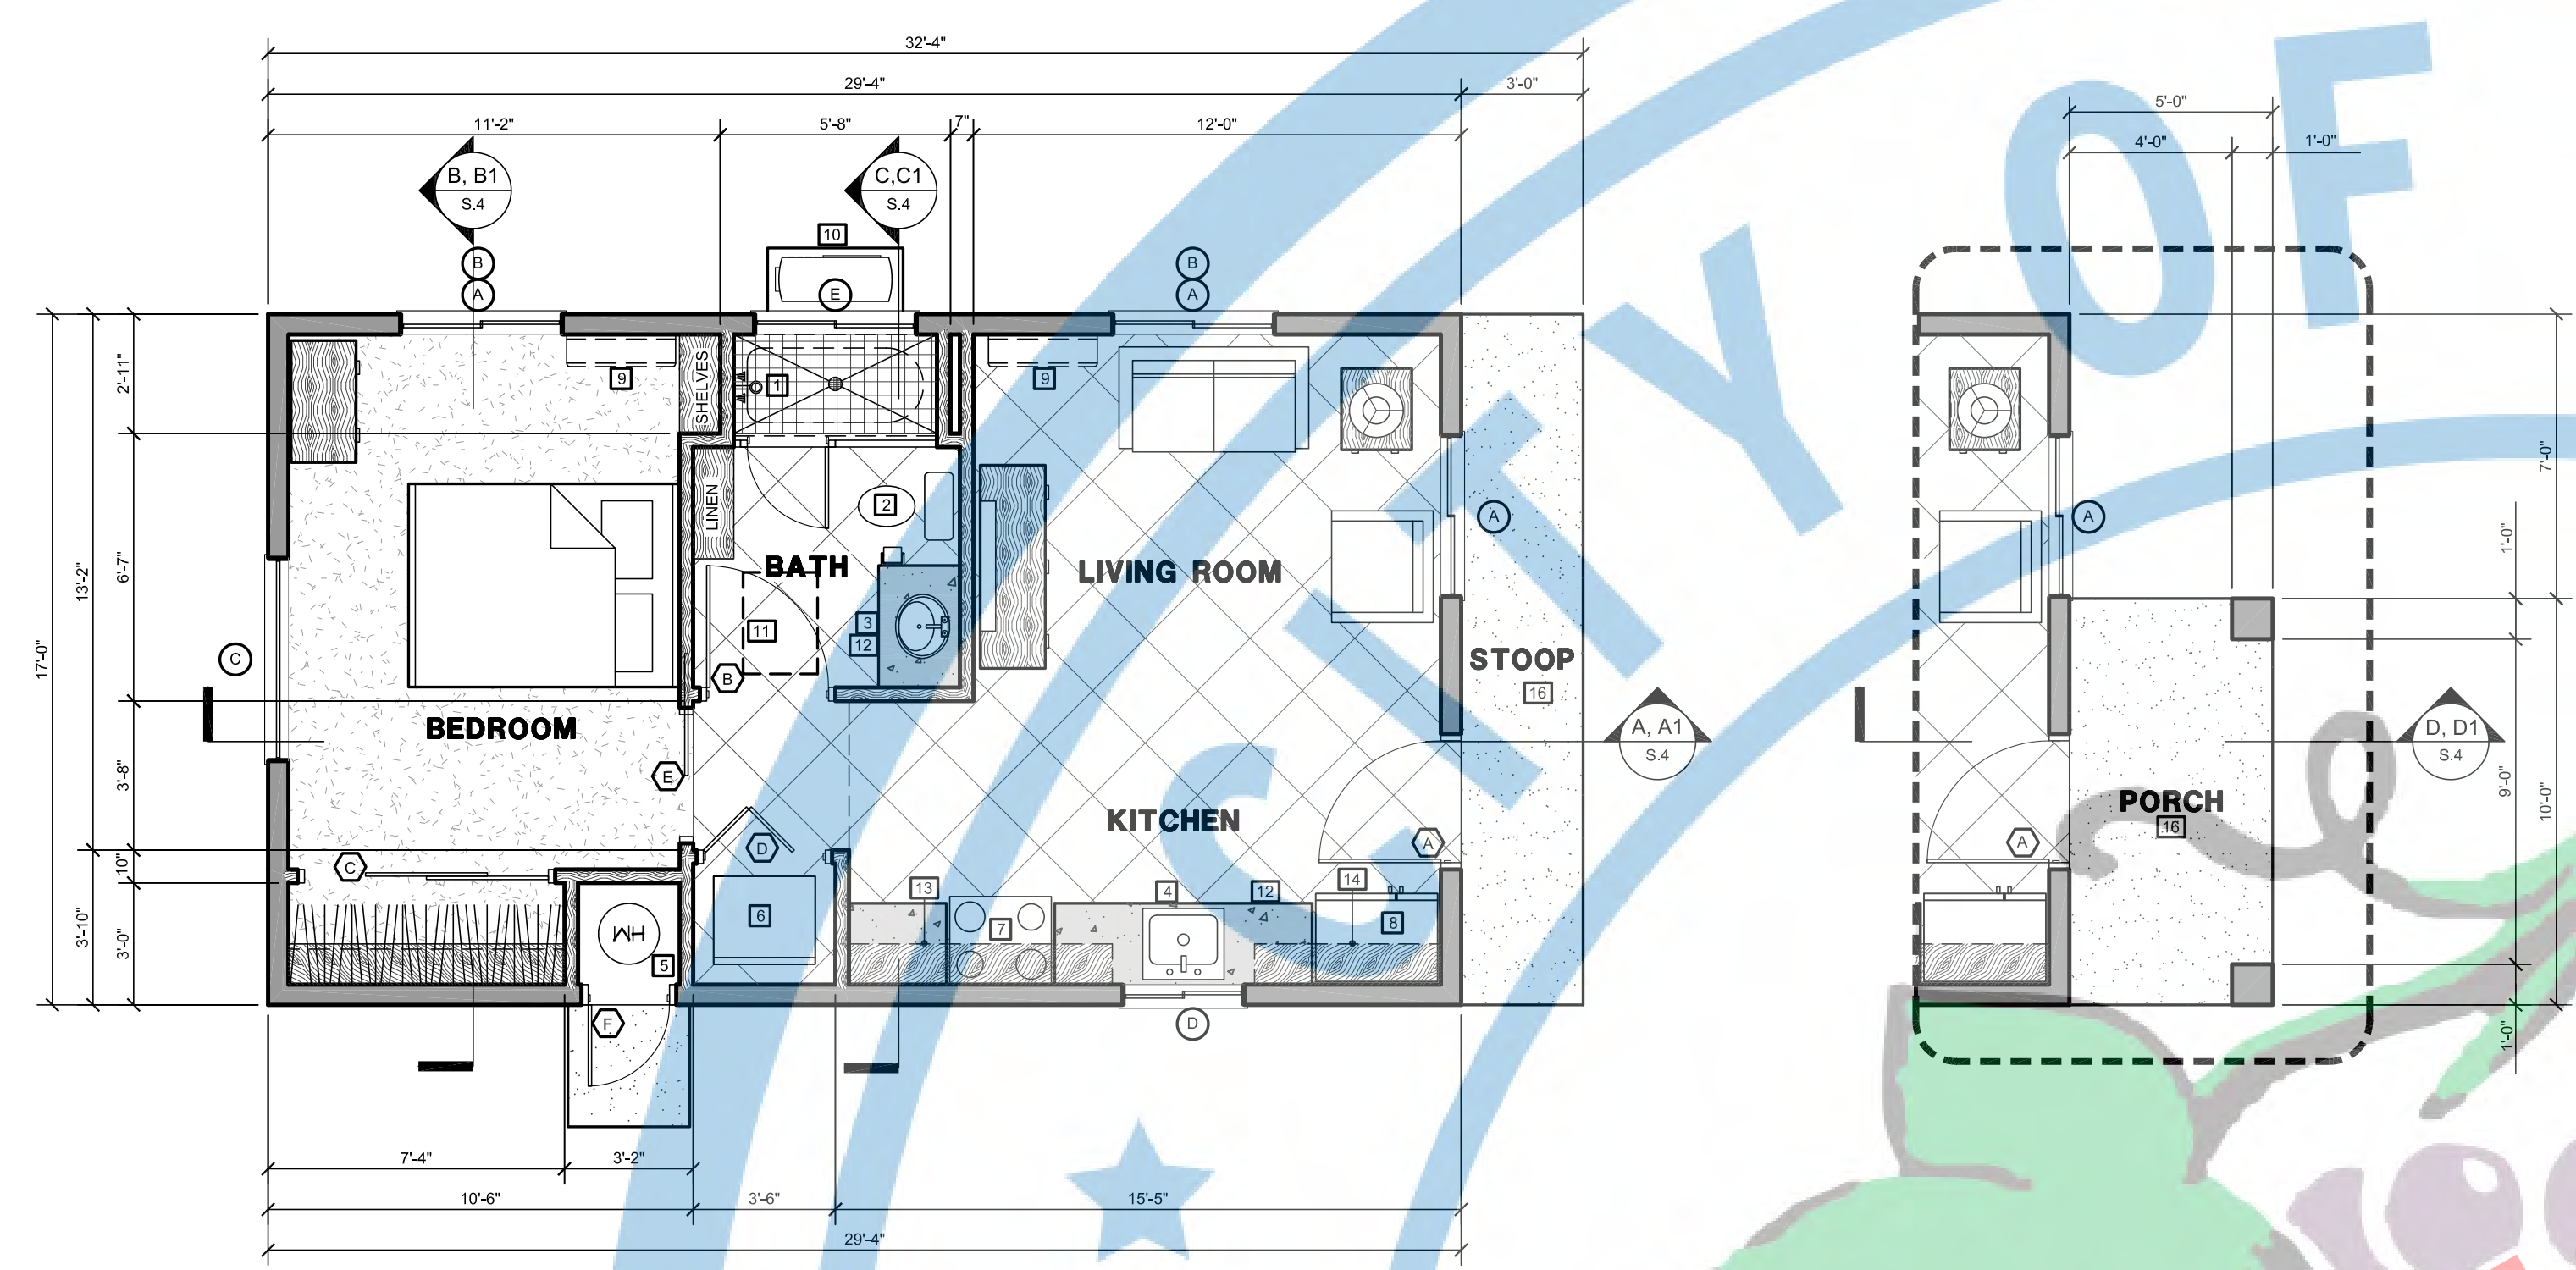 32'-4"
29'-4"
3'-0"
11'-2"
5'-8"
7"
12'-0"
5'-0"
4'-0"
1'-0"
B, B1
S.4
C,C1
S.4
10
B
A
E
B
A
CITY OF
2'-11"
6'-7"
13'-2"
17'-0"
3'-8"
10"
3'-10"
3'-0"
SHELVES
9
1
9
LINEN
2
BATH
LIVING ROOM
A
A
11
3
12
B
C
STOOP
16
BEDROOM
E
A, A1
S.4
D, D1
S.4
PORCH
16
KITCHEN
D
C
A
A
13
4
12
14
6
7
8
WH
5
F
D
7'-0"
1'-0"
9'-0"
10'-0"
1'-0"
7'-4"
3'-2"
10'-6"
3'-6"
15'-5"
29'-4"